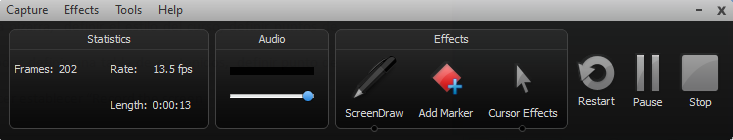 Capture Effects Tools Help
Statistics
Frames: 202 Rate: 13.5 fps
Length: 0:00:13
Audio
Effects
ScreenDraw Add Marker Cursor Effects
Restart Pause Stop